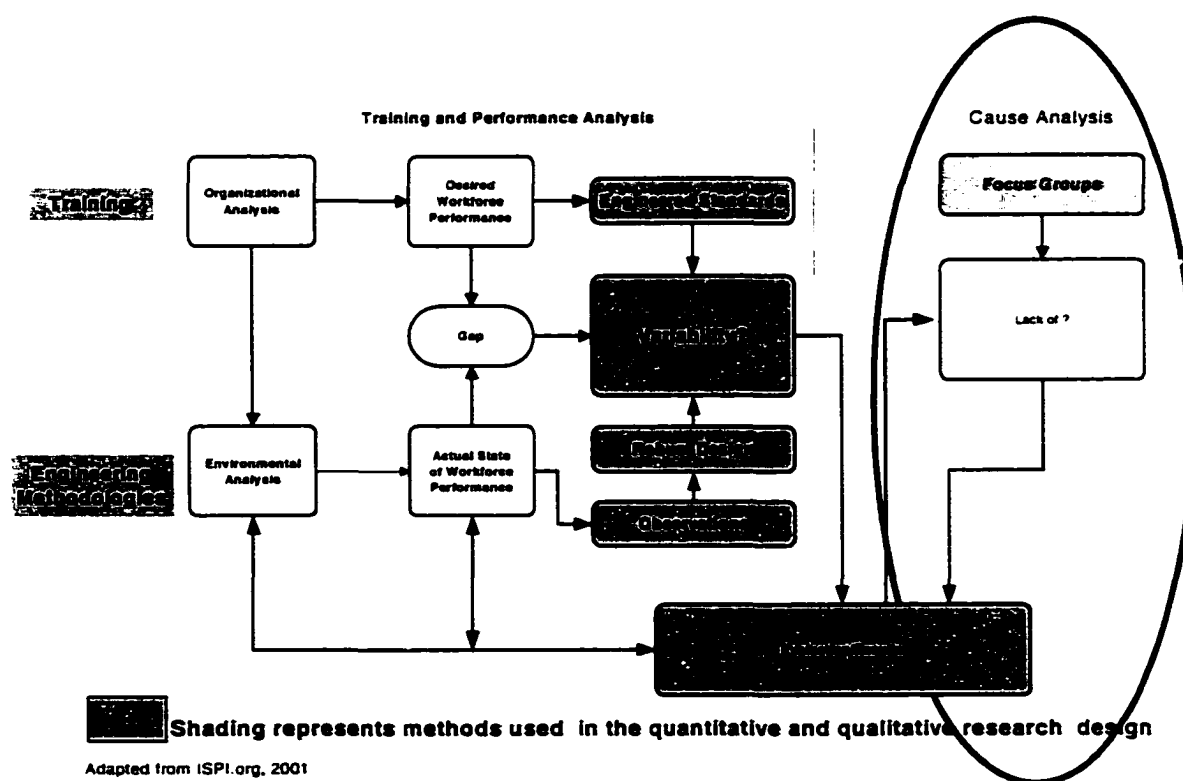 Training and Performance Analysis
Cause Analysis
Training
Organizational
Analysis
Desired
Workforce
Performance
Engineered Standards
Focus Groups
Gap
Variability?
Lack of ?
Engineering
Methodologies
Environmental
Analysis
Actual State
of Workforce
Performance
Robust Design
Observations
Shading represents methods used in the quantitative and qualitative research design
Adapted from ISPI.org, 2001